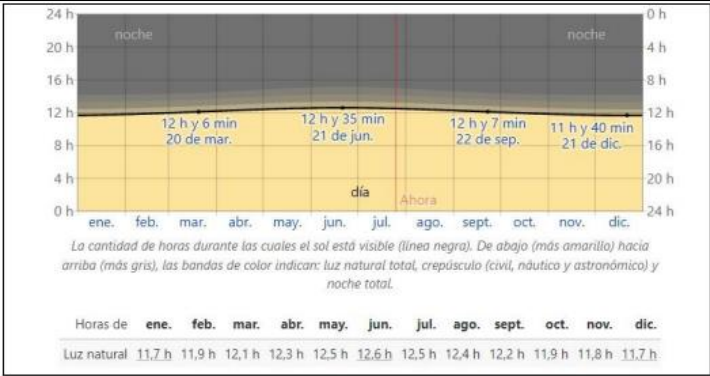 24 h
0 h
noche
noche
20 h
4 h
16 h
8 h
12 h
12 h
12 h y 6 min
20 de mar.
12 h y 35 min
21 de jun.
12 h y 7 min
22 de sep.
11 h y 40 min
21 de dic.
8 h
16 h
4 h
20 h
día
Ahora
0 h
24 h
ene. feb. mar. abr. may. jun. jul. ago. sept. oct. nov. dic.
La cantidad de horas durante las cuales el sol está visible (línea negra). De abajo (más amarillo) hacia
arriba (más gris), las bandas de color indican: luz natural total, crepúsculo (civil, náutico y astronómico) y
noche total.
Horas de ene. feb. mar. abr. may. jun. jul. ago. sept. oct. nov. dic.
Luz natural 11,7 h 11,9 h 12,1 h 12,3 h 12,5 h 12,6 h 12,5 h 12,4 h 12,2 h 11,9 h 11,8 h 11,7 h